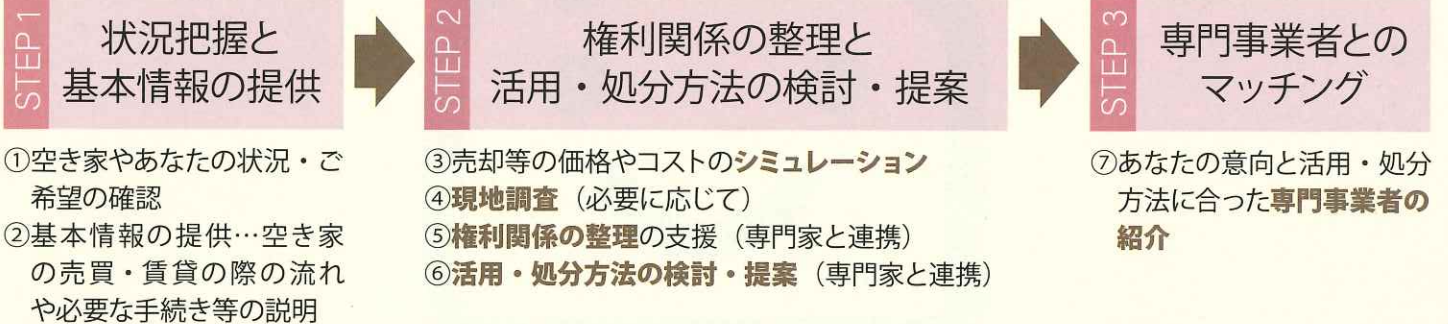 STEP 1
状況把握と
基本情報の提供
①空き家やあなたの状況・ご
希望の確認
②基本情報の提供…空き家
の売買・賃貸の際の流れ
や必要な手続き等の説明
STEP 2
権利関係の整理と
活用・処分方法の検討・提案
③売却等の価格やコストのシミュレーション
④現地調査（必要に応じて）
⑤権利関係の整理の支援（専門家と連携）
⑥活用・処分方法の検討・提案（専門家と連携）
STEP 3
専門事業者との
マッチング
⑦あなたの意向と活用・処分
方法に合った専門事業者の
紹介